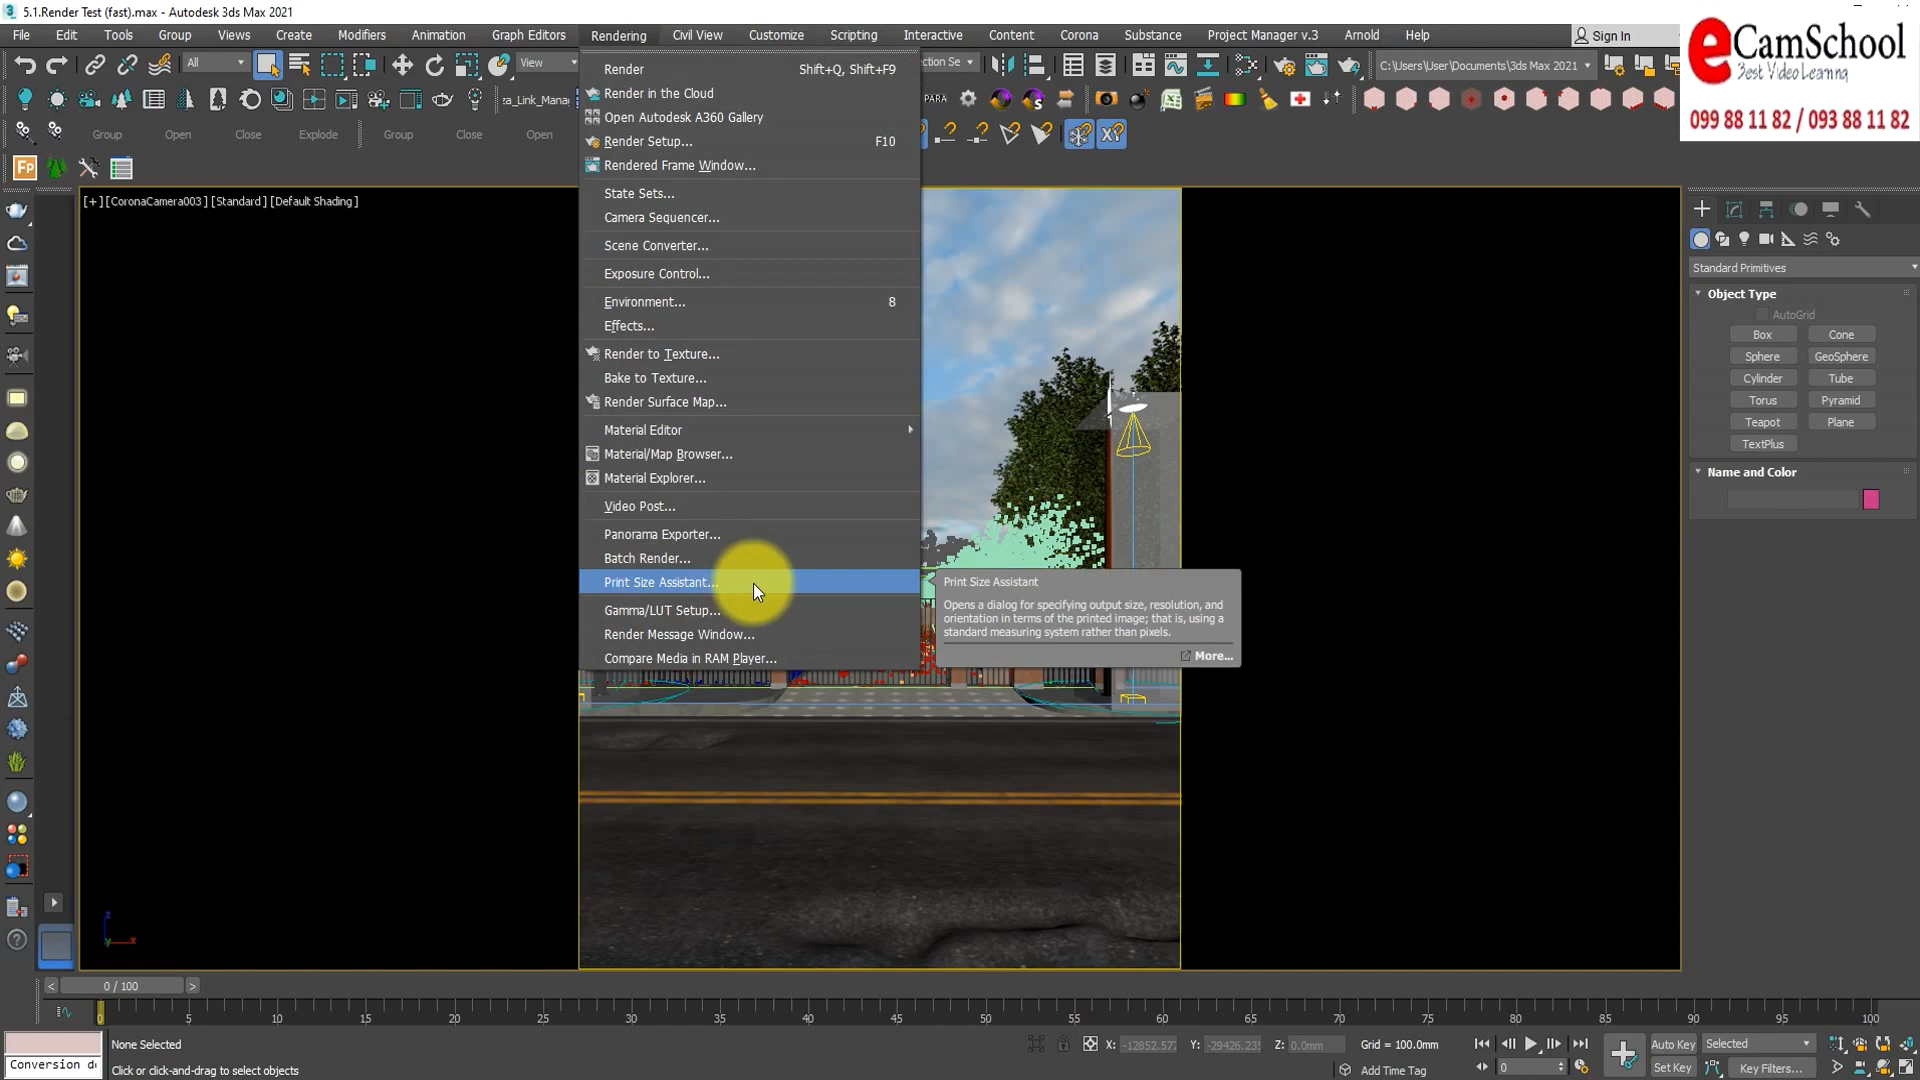 5.1.Render Test (fast).max - Autodesk 3ds Max 2021
File Edit Tools Group Views Create Modifiers Animation Graph Editors Rendering Civil View Customize Scripting Interactive Content Corona Substance Project Manager v.3 Arnold Help
Sign In
eCamSchool
Best Video Learning
099 88 11 82 / 093 88 11 82
All
View
C:\Users\User\Documents\3ds Max 2021
PARA
Group Open Close Explode Group Close Open
XY
Fp
[+] [CoronaCamera003] [Standard] [Default Shading]
Render Shift+Q, Shift+F9
Render in the Cloud
Open Autodesk A360 Gallery
Render Setup... F10
Rendered Frame Window...
State Sets...
Camera Sequencer...
Scene Converter...
Exposure Control...
Environment... 8
Effects...
Render to Texture...
Bake to Texture...
Render Surface Map...
Material Editor
Material/Map Browser...
Material Explorer...
Video Post...
Panorama Exporter...
Batch Render...
Print Size Assistant...
Gamma/LUT Setup...
Render Message Window...
Compare Media in RAM Player...
Print Size Assistant
Opens a dialog for specifying output size, resolution, and
orientation in terms of the printed image; that is, using a
standard measuring system rather than pixels.
More...
Standard Primitives
Object Type
AutoGrid
Box Cone
Sphere GeoSphere
Cylinder Tube
Torus Pyramid
Teapot Plane
TextPlus
Name and Color
z
y x
0 / 100
0 5 10 15 20 25 30 35 40 45 50 55 60 65 70 75 80 85 90 95 100
None Selected
X: Y: Z: 0.0mm
Grid = 100.0mm
Auto Key Selected
Conversion
Click or click-and-drag to select objects
Add Time Tag
0
Set Key Key Filters...